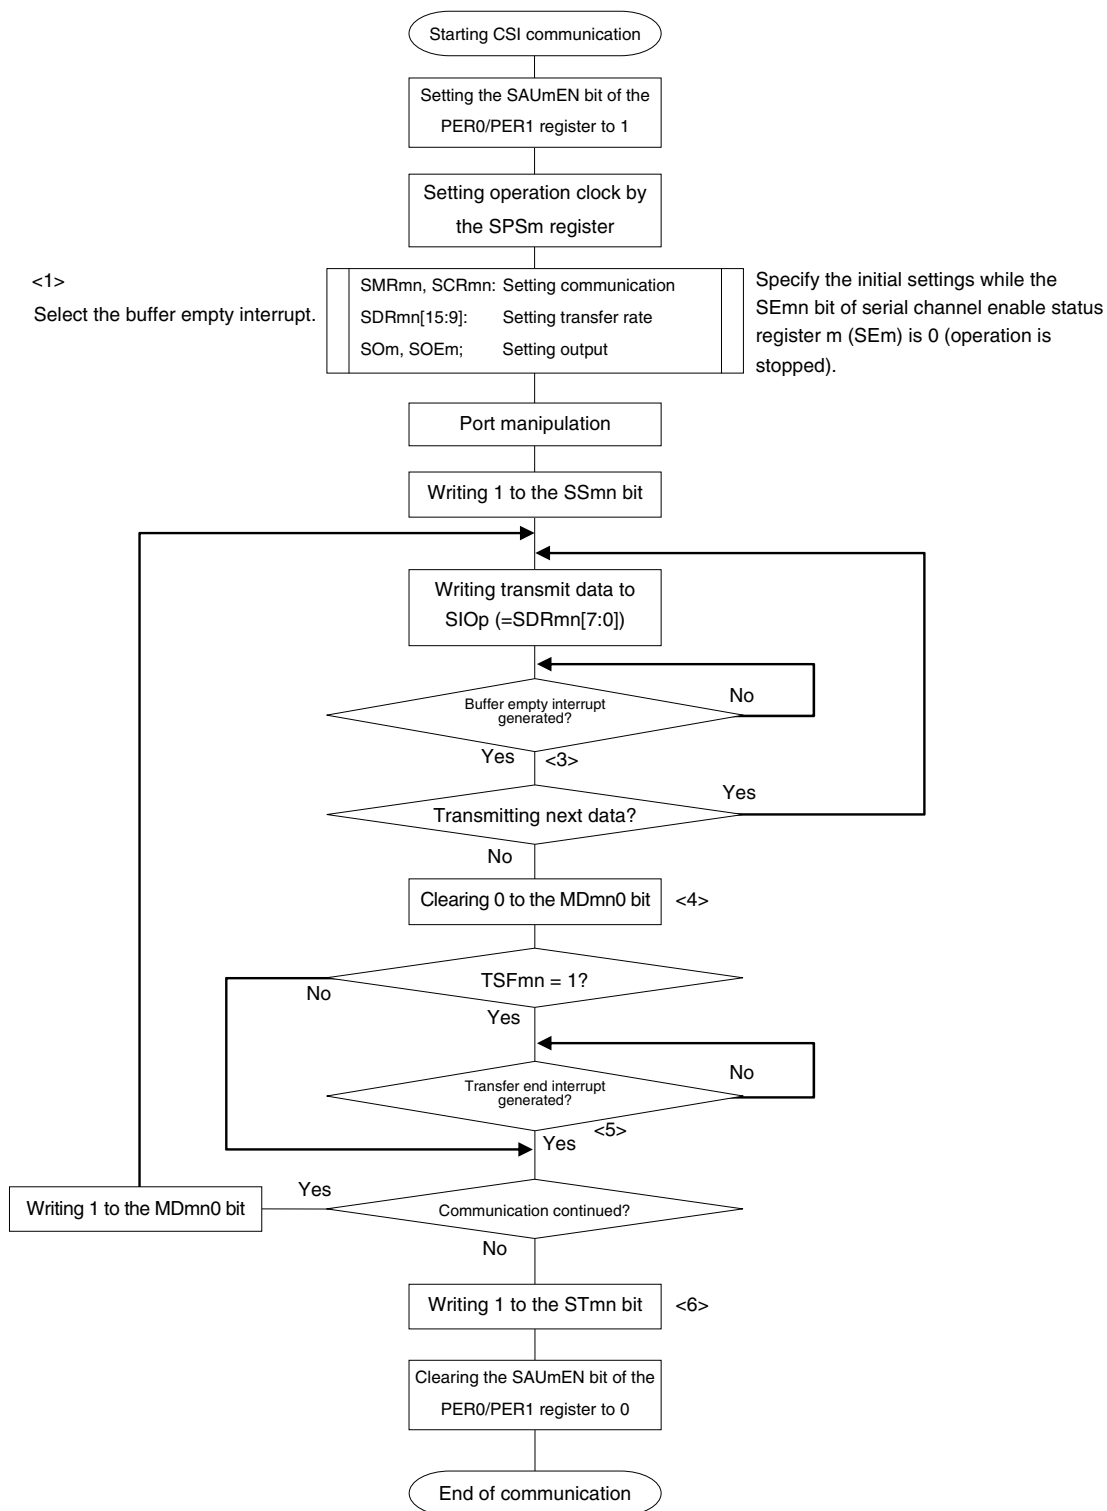 Starting CSI communication
Setting the SAUmEN bit of the
PER0/PER1 register to 1
Setting operation clock by
the SPSm register
<1>
Select the buffer empty interrupt.
SMRmn, SCRmn: Setting communication
SDRmn[15:9]: Setting transfer rate
SOm, SOEm; Setting output
Specify the initial settings while the
SEmn bit of serial channel enable status
register m (SEm) is 0 (operation is
stopped).
Port manipulation
Writing 1 to the SSmn bit
Writing transmit data to
SIOp (=SDRmn[7:0])
No
Buffer empty interrupt
generated?
Yes
<3>
Yes
Transmitting next data?
No
Clearing 0 to the MDmn0 bit
<4>
TSFmn = 1?
No
Yes
No
Transfer end interrupt
generated?
<5>
Yes
Yes
Writing 1 to the MDmn0 bit
Communication continued?
No
Writing 1 to the STmn bit
<6>
Clearing the SAUmEN bit of the
PER0/PER1 register to 0
End of communication